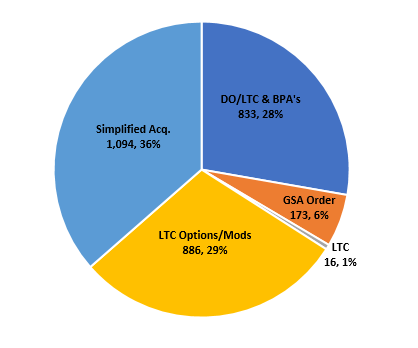 DO/LTC & BPA's
833, 28%
GSA Order
173, 6%
LTC
16, 1%
LTC Options/Mods
886, 29%
Simplified Acq.
1,094, 36%